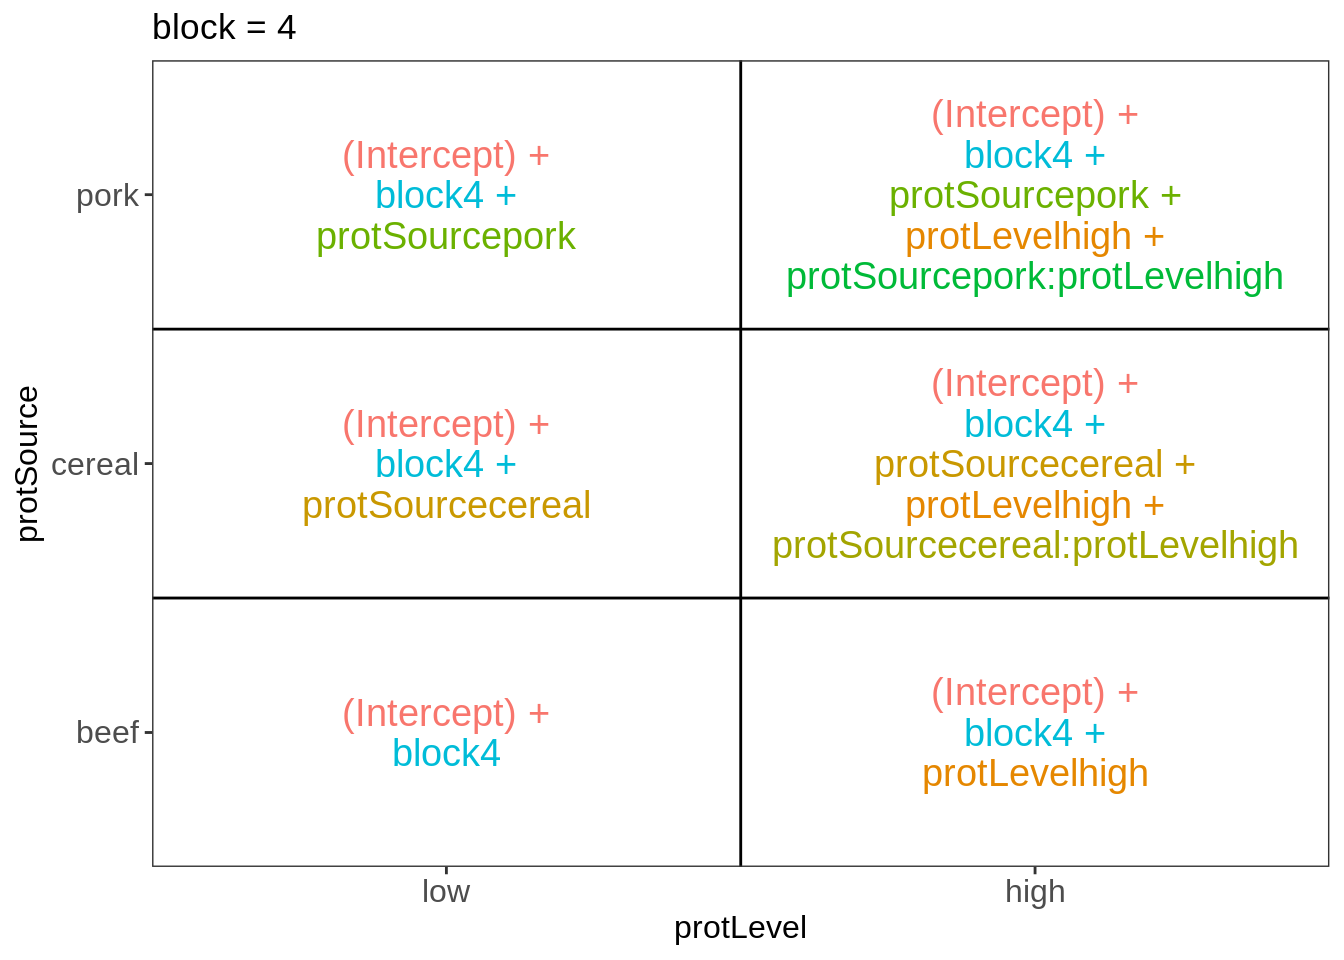 block = 4
protSource
pork
(Intercept) +
block4 +
protSourcepork
(Intercept) +
block4 +
protSourcepork +
protLevelhigh +
protSourcepork:protLevelhigh
cereal
(Intercept) +
block4 +
protSourcecereal
(Intercept) +
block4 +
protSourcecereal +
protLevelhigh +
protSourcecereal:protLevelhigh
beef
(Intercept) +
block4
(Intercept) +
block4 +
protLevelhigh
low
high
protLevel